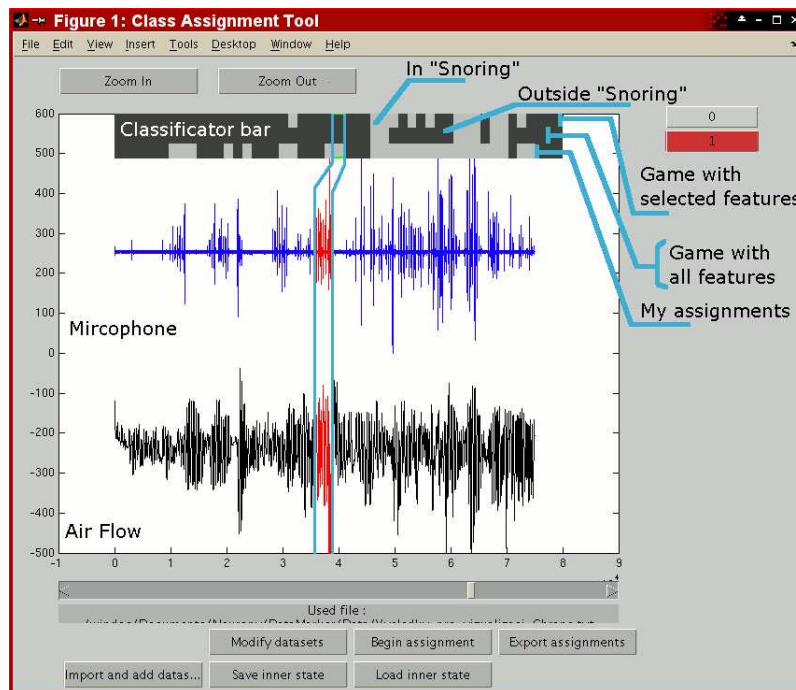 Figure 1: Class Assignment Tool
File Edit View Insert Tools Desktop Window Help
Zoom In Zoom Out
In "Snoring"
Outside "Snoring"
Classificator bar
0
1
Game with
selected features
Game with
all features
My assignments
Mircophone
Air Flow
600
500
400
300
200
100
0
-100
-200
-300
-400
-500
-1 0 1 2 3 4 5 6 7 8 9
Used file :
Modify datasets Begin assignment Export assignments
Import and add datas... Save inner state Load inner state